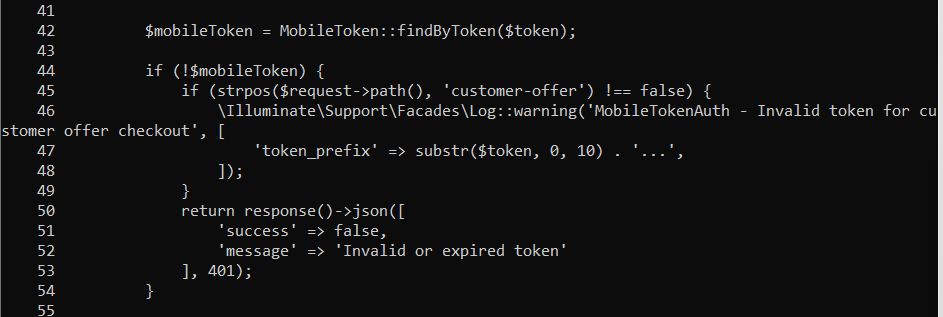 41
42          $mobileToken = MobileToken::findByToken($token);
43
44          if (!$mobileToken) {
45              if (strpos($request->path(), 'customer-offer') !== false) {
46                  \Illuminate\Support\Facades\Log::warning('MobileTokenAuth - Invalid token for cu
stomer offer checkout', [
47                      'token_prefix' => substr($token, 0, 10) . '...',
48                  ]);
49              }
50              return response()->json([
51                  'success' => false,
52                  'message' => 'Invalid or expired token'
53              ], 401);
54          }
55